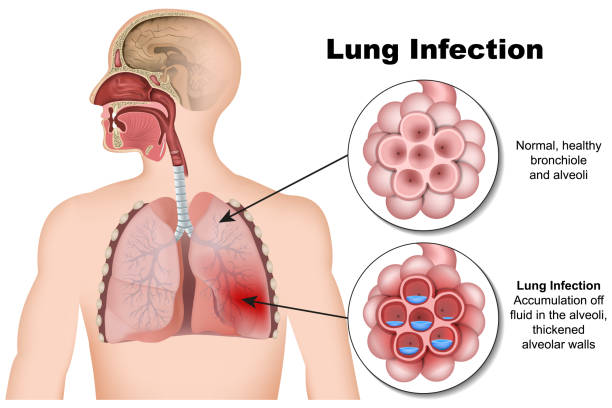 Lung Infection
Normal, healthy
bronchiole
and alveoli
Lung Infection
Accumulation off
fluid in the alveoli,
thickened
alveolar walls